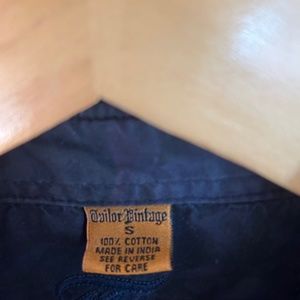 Tailor Vintage
S
100% COTTON
MADE IN INDIA
SEE REVERSE
FOR CARE